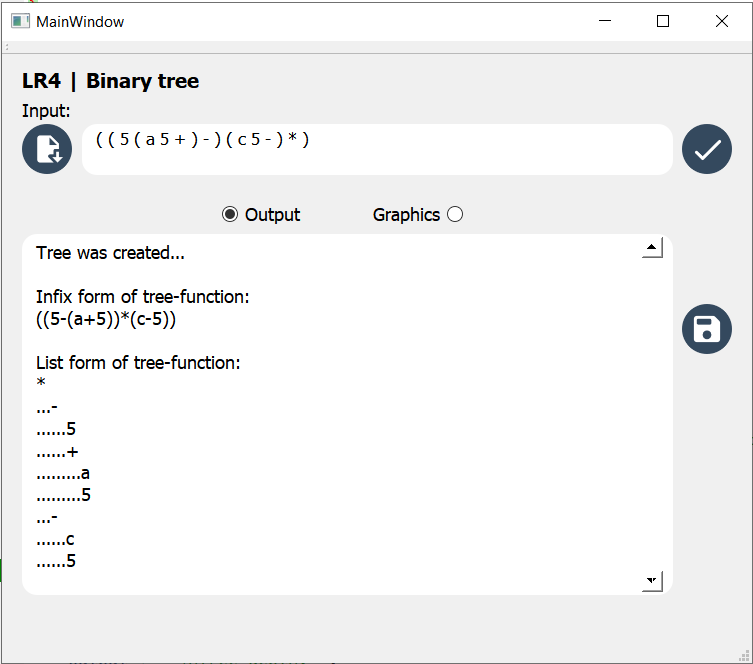 MainWindow
LR4 | Binary tree
Input:
( ( 5 ( a 5 + ) - ) ( c 5 - ) * )
Output Graphics
Tree was created...
Infix form of tree-function:
((5-(a+5))*(c-5))
List form of tree-function:
*
...-
......5
......+
.........a
.........5
...-
......c
......5